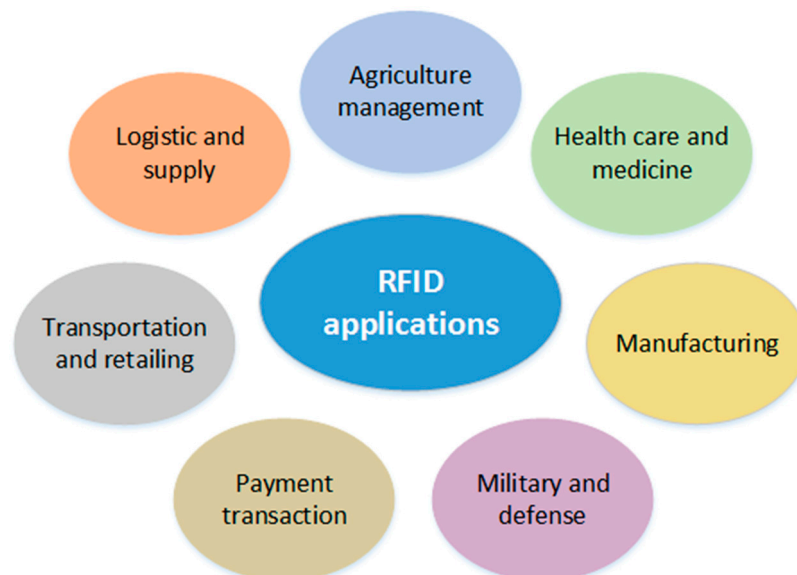 Agriculture
management
Logistic and
supply
Health care and
medicine
RFID
applications
Transportation
and retailing
Manufacturing
Payment
transaction
Military and
defense